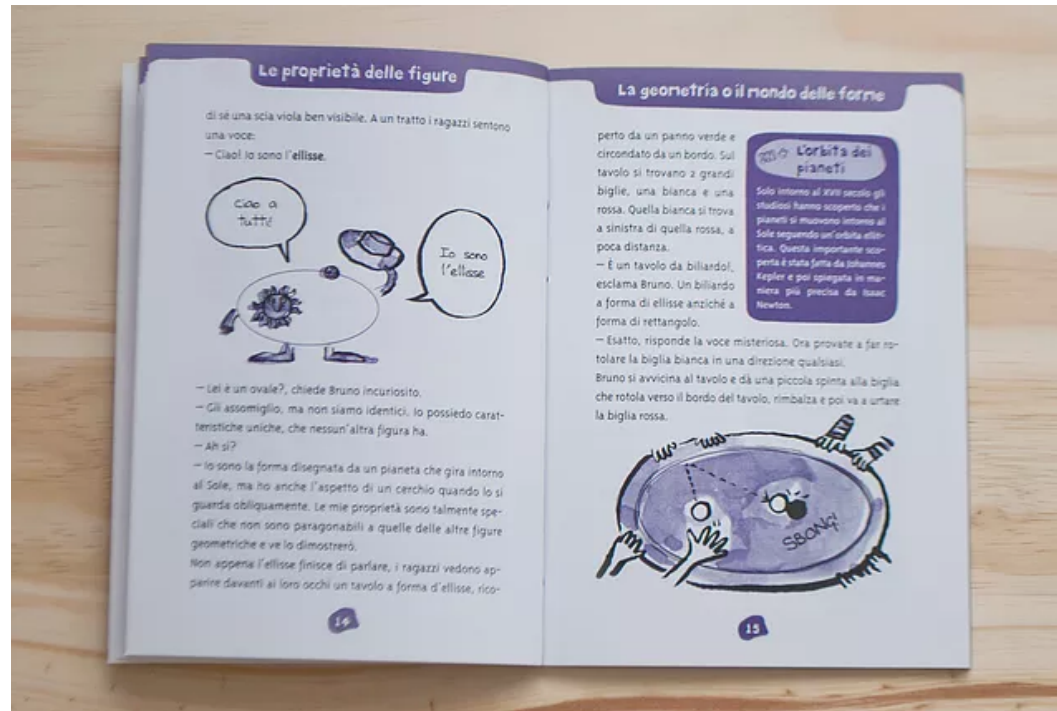 Le proprietà delle figure
di sé una scia viola ben visibile. A un tratto i ragazzi sentono
una voce:
– Ciao! Io sono l'ellisse.
Ciao a
tutti!
Io sono
l'ellisse
– Lei è un ovale?, chiede Bruno incuriosito.
– Gli assomiglio, ma non siamo identici. Io possiedo carat-
teristiche uniche, che nessun'altra figura ha.
– Ah sì?
– Io sono la forma disegnata da un pianeta che gira intorno
al Sole, ma ho anche l'aspetto di un cerchio quando lo si
guarda obliquamente. Le mie proprietà sono talmente spe-
ciali che non sono paragonabili a quelle delle altre figure
geometriche e ve lo dimostrerò.
Non appena l'ellisse finisce di parlare, i ragazzi vedono ap-
parire davanti ai loro occhi un tavolo a forma d'ellisse, rico-
14
La geometria o il mondo delle forme
perto da un panno verde e
circondato da un bordo. Sul
tavolo si trovano 2 grandi
biglie, una bianca e una
rossa. Quella bianca si trova
a sinistra di quella rossa, a
poca distanza.
– È un tavolo da biliardo!,
esclama Bruno. Un biliardo
a forma di ellisse anziché a
forma di rettangolo.
L'orbita dei
pianeti
Solo intorno al XVII secolo gli
studiosi hanno scoperto che i
pianeti si muovono intorno al
Sole seguendo un'orbita ellit-
tica. Questa importante sco-
perta è stata fatta da Johannes
Kepler e poi spiegata in ma-
niera più precisa da Isaac
Newton.
– Esatto, risponde la voce misteriosa. Ora provate a far ro-
tolare la biglia bianca in una direzione qualsiasi.
Bruno si avvicina al tavolo e dà una piccola spinta alla biglia
che rotola verso il bordo del tavolo, rimbalza e poi va a urtare
la biglia rossa.
SBONG!
15